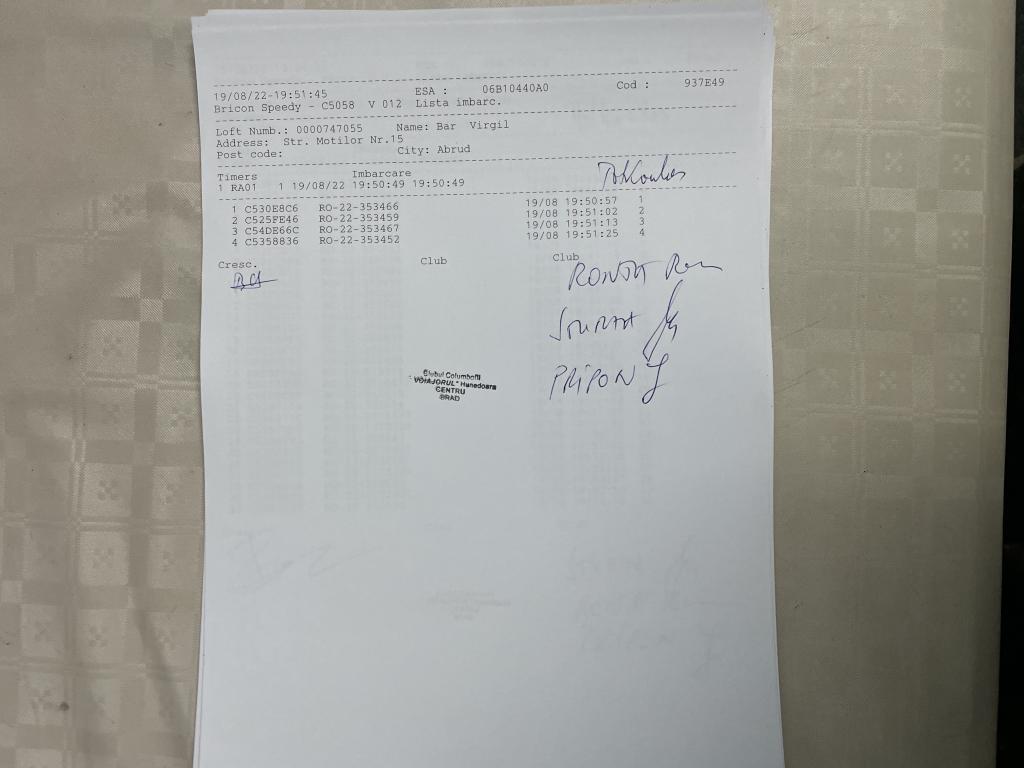 19/08/22-19:51:45 ESA : 06B10440A0 Cod : 937E49
Bricon Speedy - C5058 V 012 Lista imbarc.
Loft Numb.: 0000747055 Name: Bar Virgil
Address: Str. Motilor Nr.15
Post code: City: Abrud
Timers Imbarcare
1 RA01 1 19/08/22 19:50:49 19:50:49
1 C530E8C6 RO-22-353466 19/08 19:50:57 1
2 C525FE46 RO-22-353459 19/08 19:51:02 2
3 C54DE66C RO-22-353467 19/08 19:51:13 3
4 C5358836 RO-22-353452 19/08 19:51:25 4
Cresc. Club Club
PRIPON
Clubul Columbofil
"VOIAJORUL" Hunedoara
CENTRU
BRAD